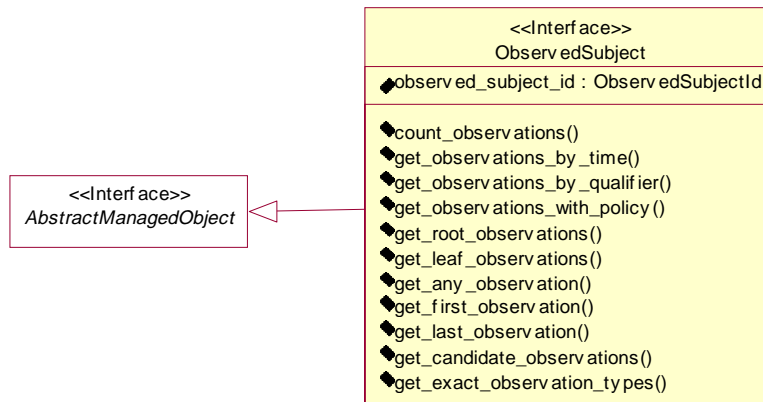 <<Interface>>
ObservedSubject
observed_subject_id : ObservedSubjectId
count_observations()
get_observations_by_time()
get_observations_by_qualifier()
get_observations_with_policy()
get_root_observations()
get_leaf_observations()
get_any_observation()
get_first_observation()
get_last_observation()
get_candidate_observations()
get_exact_observation_types()
<<Interface>>
AbstractManagedObject